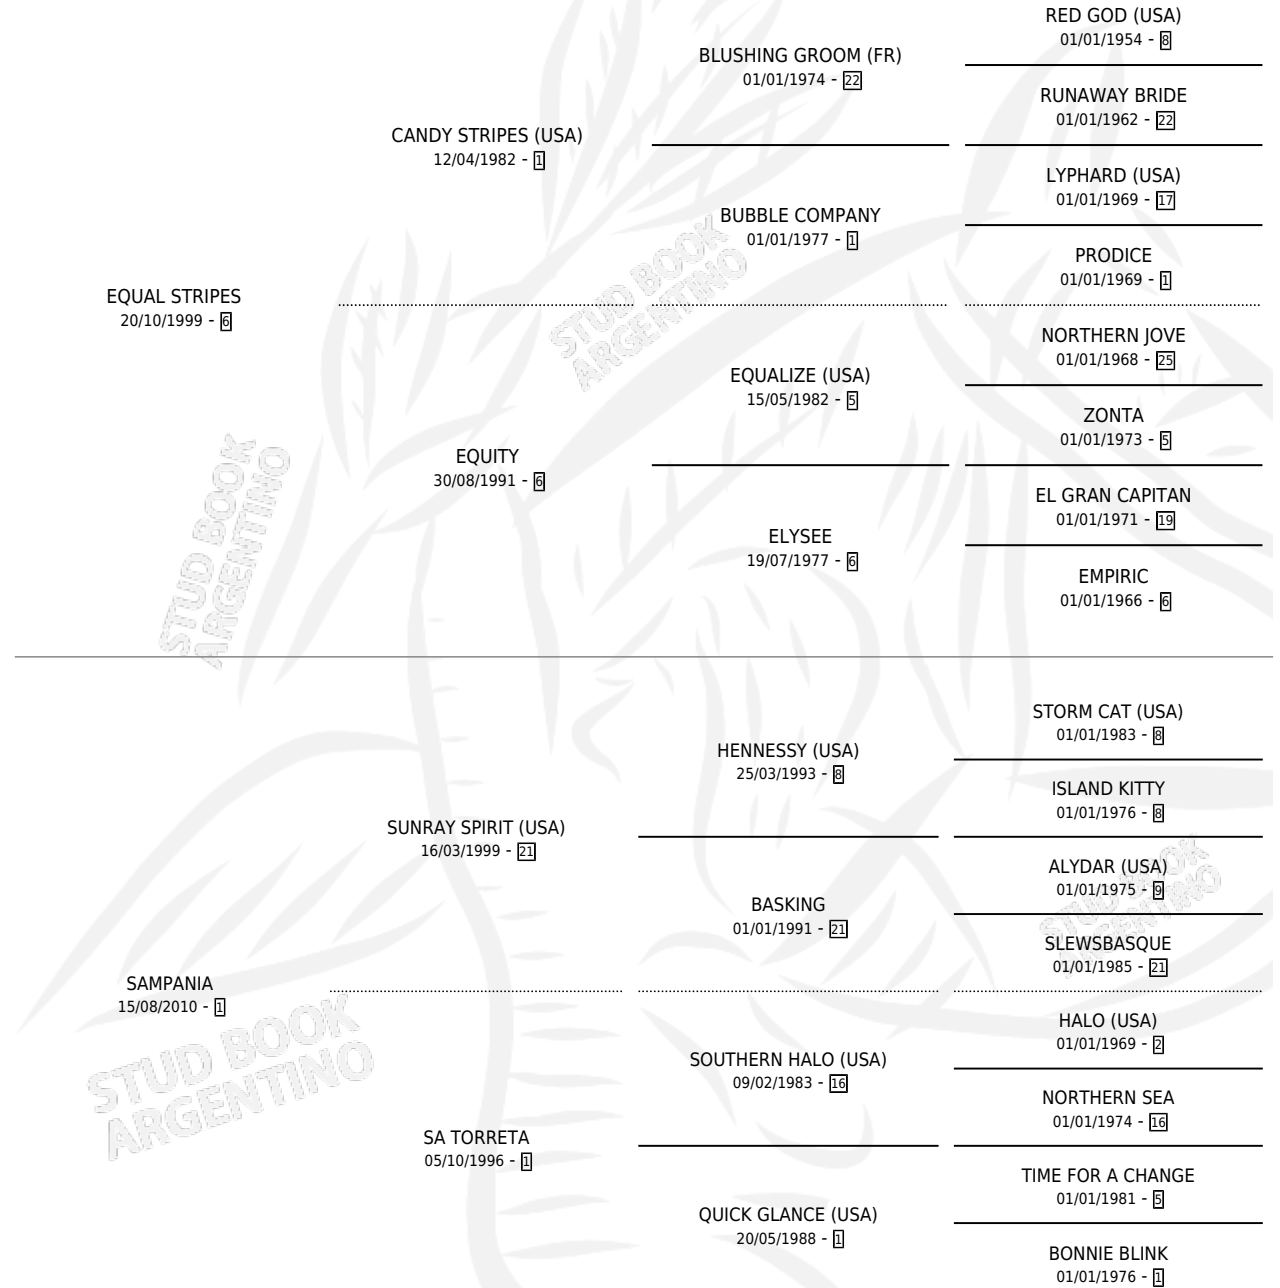 RED GOD (USA)
01/01/1954 - 8
BLUSHING GROOM (FR)
01/01/1974 - 22
RUNAWAY BRIDE
01/01/1962 - 22
CANDY STRIPES (USA)
12/04/1982 - 1
LYPHARD (USA)
01/01/1969 - 17
BUBBLE COMPANY
01/01/1977 - 1
PRODICE
01/01/1969 - 1
EQUAL STRIPES
20/10/1999 - 6
STUD BOOK
ARGENTINO
NORTHERN JOVE
01/01/1968 - 25
EQUALIZE (USA)
15/05/1982 - 5
ZONTA
01/01/1973 - 5
EQUITY
30/08/1991 - 6
EL GRAN CAPITAN
01/01/1971 - 19
ELYSEE
19/07/1977 - 6
EMPIRIC
01/01/1966 - 6
STUD BOOK
ARGENTINO
STORM CAT (USA)
01/01/1983 - 8
HENNESSY (USA)
25/03/1993 - 8
ISLAND KITTY
01/01/1976 - 8
SUNRAY SPIRIT (USA)
16/03/1999 - 21
ALYDAR (USA)
01/01/1975 - 9
BASKING
01/01/1991 - 21
STUD BOOK
ARGENTINO
SLEWSBASQUE
01/01/1985 - 21
SAMPANIA
15/08/2010 - 1
HALO (USA)
01/01/1969 - 2
SOUTHERN HALO (USA)
09/02/1983 - 16
STUD BOOK
ARGENTINO
NORTHERN SEA
01/01/1974 - 16
SA TORRETA
05/10/1996 - 1
TIME FOR A CHANGE
01/01/1981 - 5
QUICK GLANCE (USA)
20/05/1988 - 1
BONNIE BLINK
01/01/1976 - 1